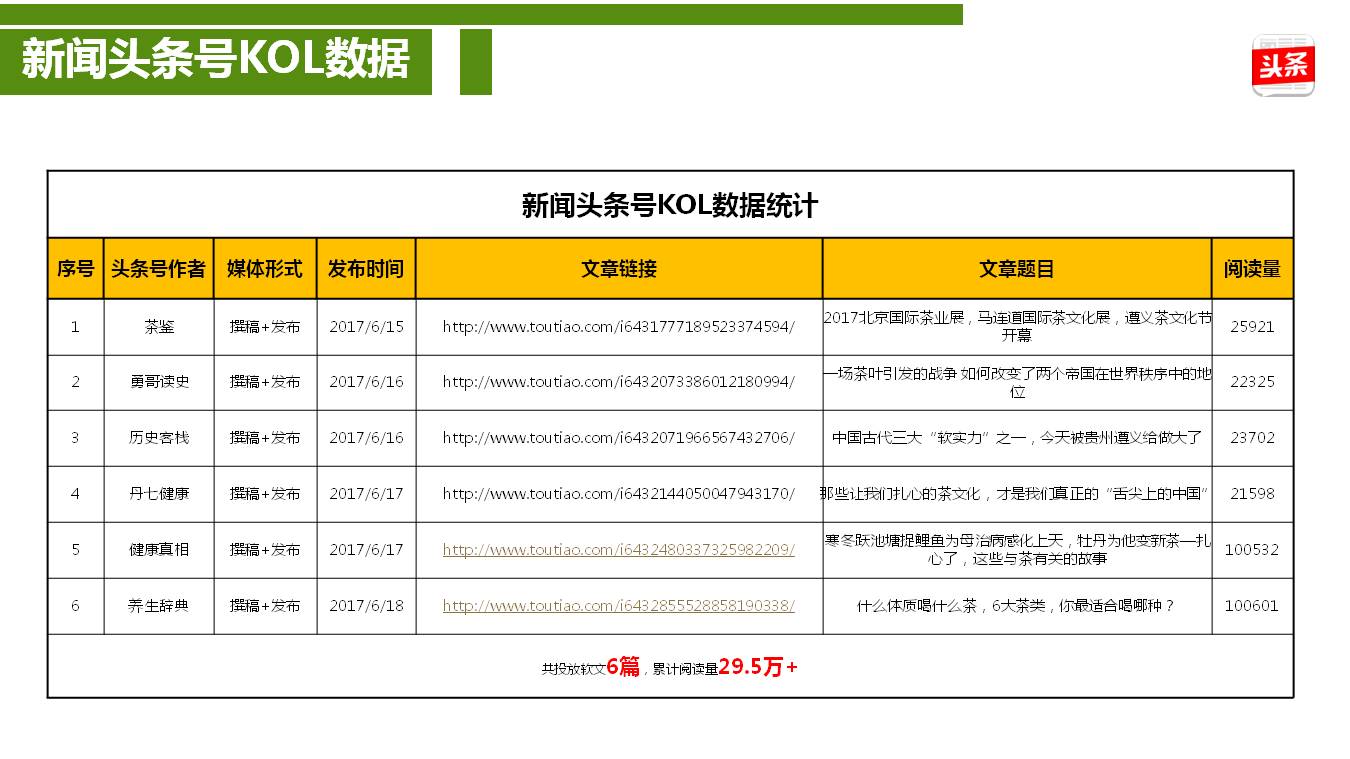 新闻头条号KOL数据
头条
新闻头条号KOL数据统计
序号 头条号作者 媒体形式 发布时间 文章链接 文章题目 阅读量
1 茶鉴 撰稿+发布 2017/6/15 http://www.toutiao.com/i6431777189523374594/ 2017北京国际茶业展，马连道国际茶文化展，遵义茶文化节
开幕 25921
2 勇哥读史 撰稿+发布 2017/6/16 http://www.toutiao.com/i6432073386012180994/ 一场茶叶引发的战争 如何改变了两个帝国在世界秩序中的地
位 22325
3 历史客栈 撰稿+发布 2017/6/16 http://www.toutiao.com/i6432071966567432706/ 中国古代三大“软实力”之一，今天被贵州遵义给做大了 23702
4 丹七健康 撰稿+发布 2017/6/17 http://www.toutiao.com/i6432144050047943170/ 那些让我们扎心的茶文化，才是我们真正的“舌尖上的中国” 21598
5 健康真相 撰稿+发布 2017/6/17 http://www.toutiao.com/i6432480337325982209/ 寒冬跃池塘捉鲤鱼为母治病感化上天，牡丹为他变新茶—扎
心了，这些与茶有关的故事 100532
6 养生辞典 撰稿+发布 2017/6/18 http://www.toutiao.com/i6432855528858190338/ 什么体质喝什么茶，6大茶类，你最适合喝哪种？ 100601
共投放软文6篇，累计阅读量29.5万+